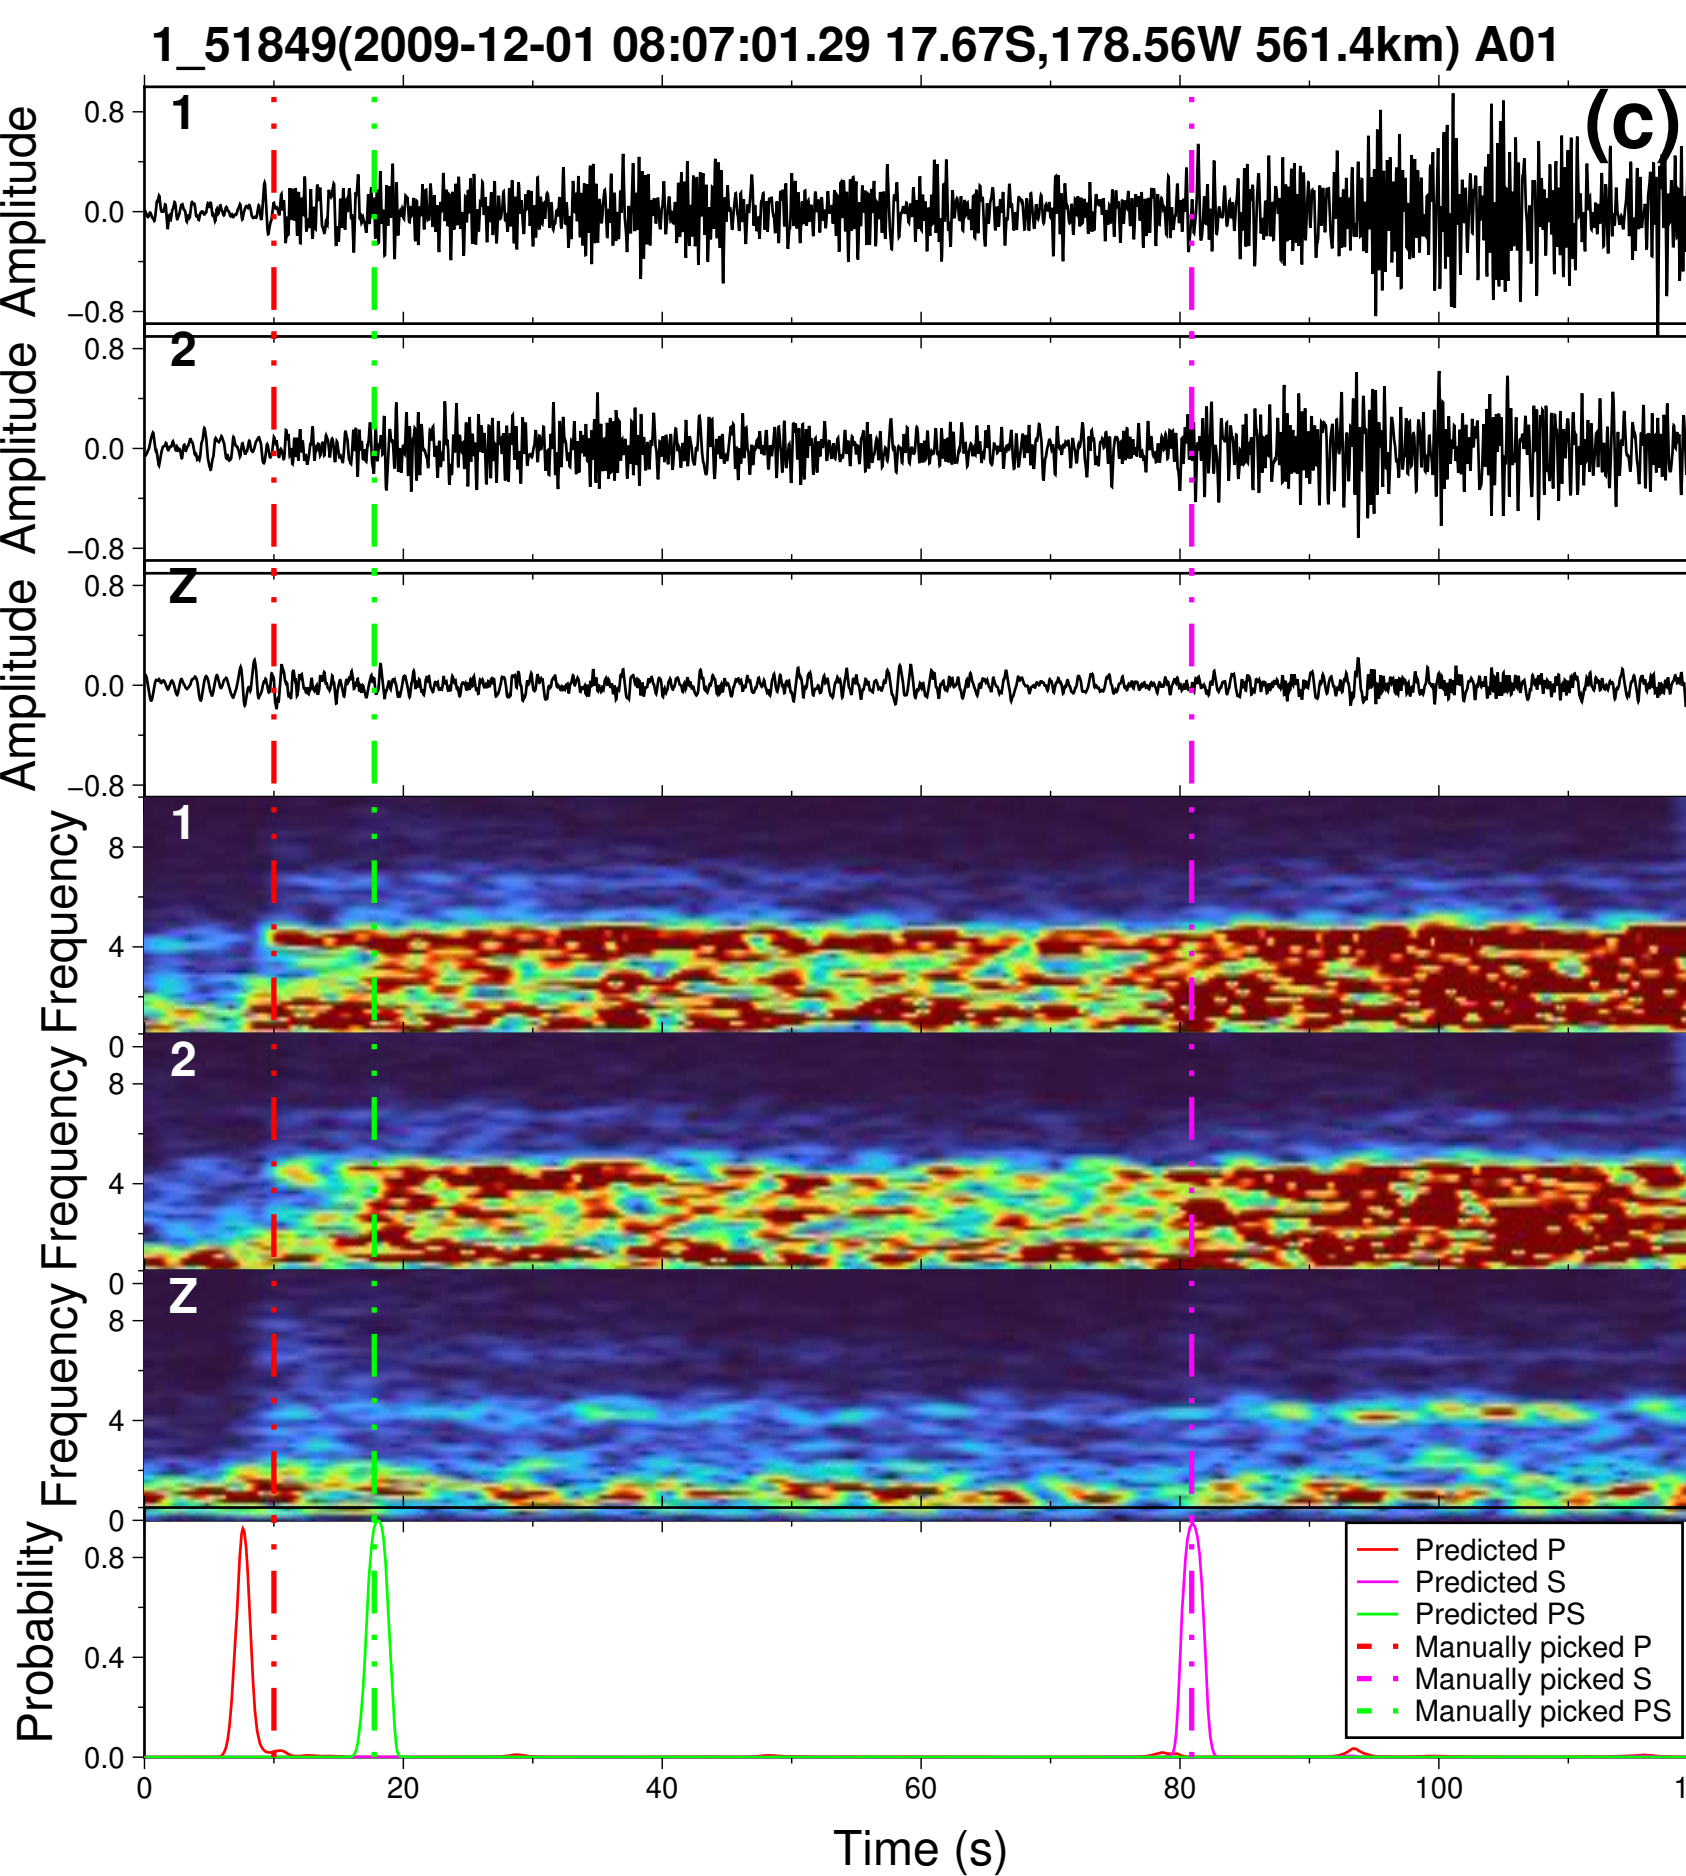 1_51849(2009-12-01 08:07:01.29 17.67S,178.56W 561.4km) A01
(c)
1
Amplitude
0.8
0.0
−0.8
2
Amplitude
0.8
0.0
−0.8
Z
Amplitude
0.8
0.0
−0.8
1
Frequency
8
4
0
2
Frequency
8
4
0
Z
Frequency
8
4
0
Probability
0.8
0.4
0.0
Predicted P
Predicted S
Predicted PS
Manually picked P
Manually picked S
Manually picked PS
0 20 40 60 80 100 1
Time (s)